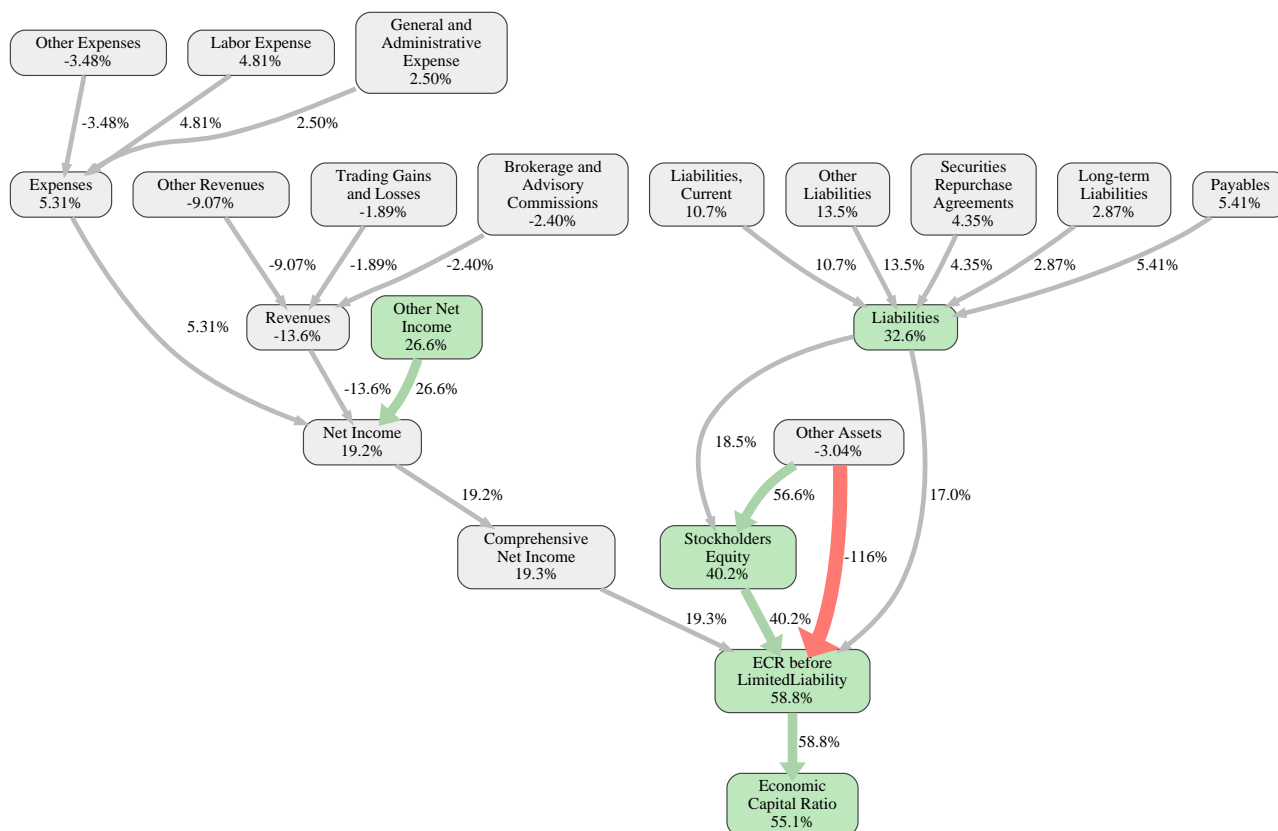 Other Expenses
-3.48%
Labor Expense
4.81%
General and
Administrative
Expense
2.50%
-3.48%
4.81%
2.50%
Expenses
5.31%
Other Revenues
-9.07%
Trading Gains
and Losses
-1.89%
Brokerage and
Advisory
Commissions
-2.40%
Liabilities,
Current
10.7%
Other
Liabilities
13.5%
Securities
Repurchase
Agreements
4.35%
Long-term
Liabilities
2.87%
Payables
5.41%
-9.07%
-1.89%
-2.40%
10.7%
13.5%
4.35%
2.87%
5.41%
5.31%
Revenues
-13.6%
Other Net
Income
26.6%
Liabilities
32.6%
-13.6%
26.6%
Net Income
19.2%
18.5%
Other Assets
-3.04%
17.0%
19.2%
56.6%
-116%
Comprehensive
Net Income
19.3%
Stockholders
Equity
40.2%
19.3%
40.2%
ECR before
LimitedLiability
58.8%
58.8%
Economic
Capital Ratio
55.1%